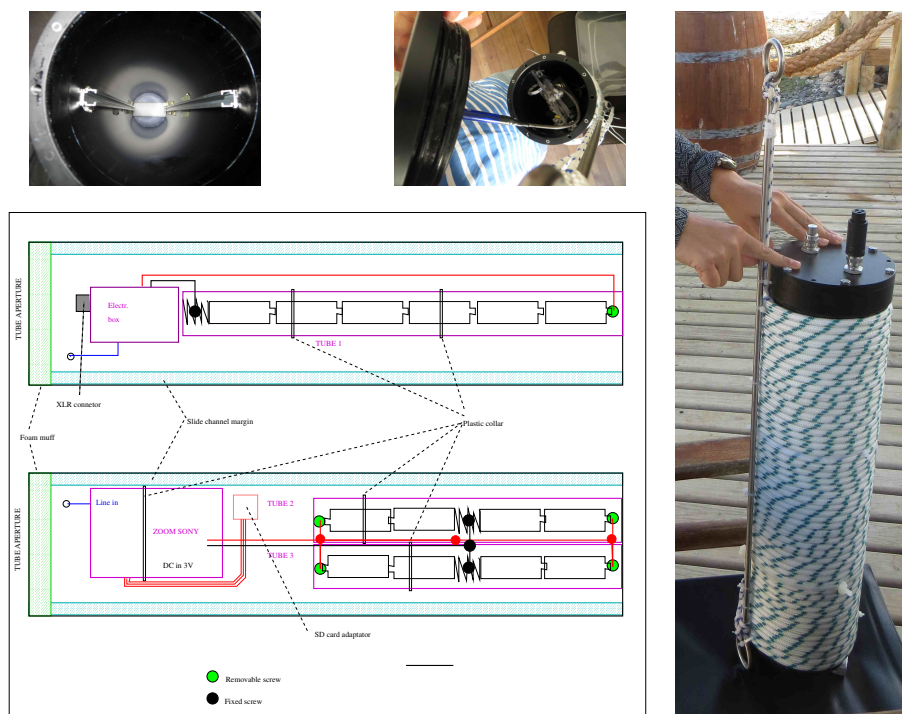 TUBE APERTURE
Electr.
box
TUBE 1
XLR connetor
Slide channel margin
Plastic collar
Foam muff
TUBE APERTURE
Line in
TUBE 2
ZOOM SONY
TUBE 3
DC in 3V
SD card adaptator
Removable screw
Fixed screw